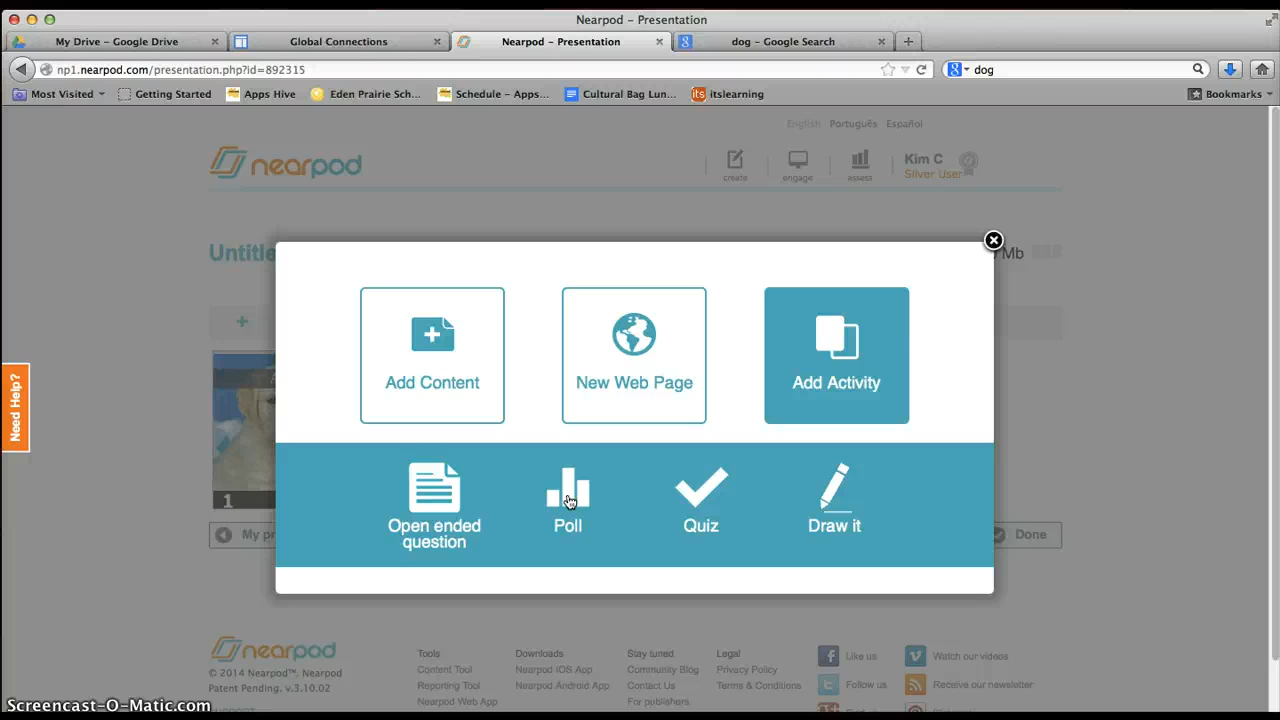 Nearpod – Presentation
My Drive – Google Drive
Global Connections
Nearpod – Presentation
dog – Google Search
np1.nearpod.com/presentation.php?id=892315
dog
Most Visited
Getting Started
Apps Hive
Eden Prairie Sch...
Schedule – Apps...
Cultural Bag Lun...
its itslearning
Bookmarks
English Português Español
nearpod
create
engage
assess
Kim C
Silver User
Untitle
Mb
Add Content
New Web Page
Add Activity
Need Help?
1
Open ended
question
Poll
Quiz
Draw it
My pr
Done
nearpod
© 2014 Nearpod™, Nearpod
Patent Pending. v.3.10.02
Tools
Content Tool
Reporting Tool
Nearpod Web App
Downloads
Nearpod iOS App
Nearpod Android App
Stay tuned
Community Blog
Contact Us
For publishers
Legal
Privacy Policy
Terms & Conditions
Like us
Watch our videos
Follow us
Receive our newsletter
Screencast-O-Matic.com